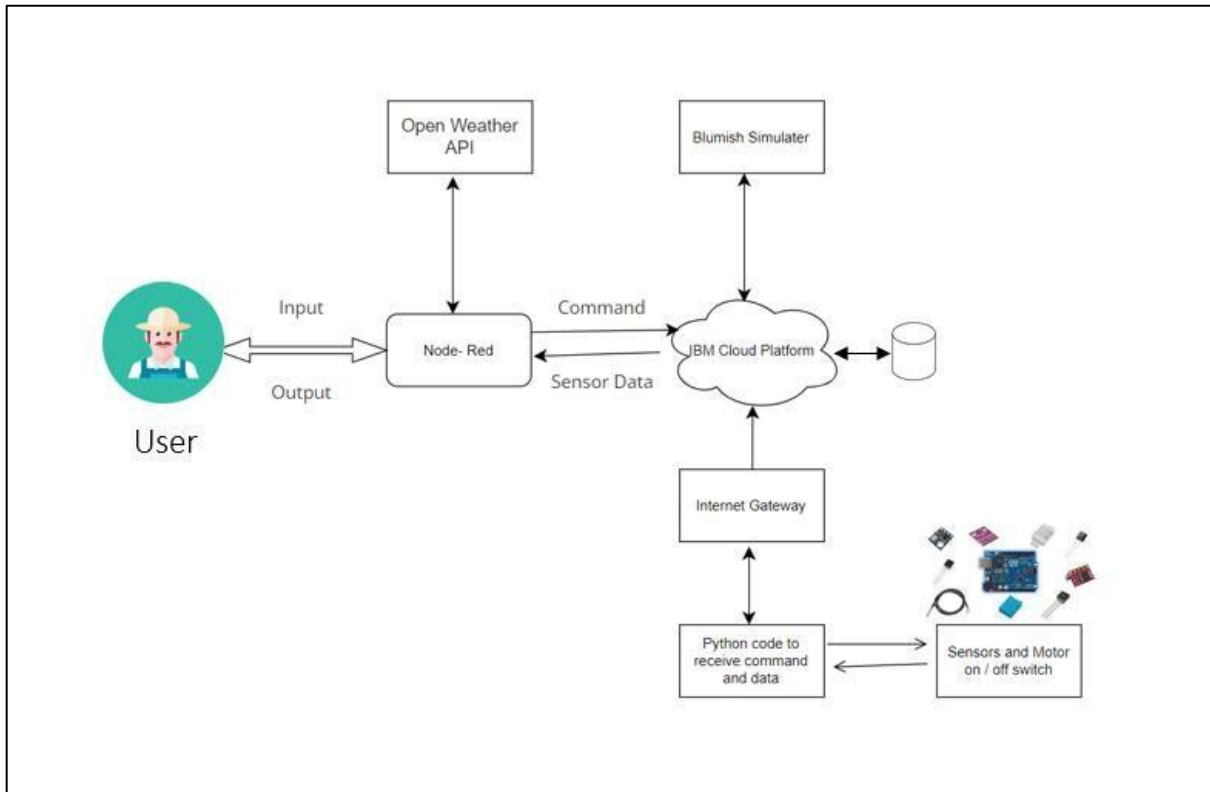 Open Weather
API
Blumish Simulater
Input
Command
Node- Red
IBM Cloud Platform
Output
Sensor Data
User
Internet Gateway
Python code to
receive command
and data
Sensors and Motor
on / off switch